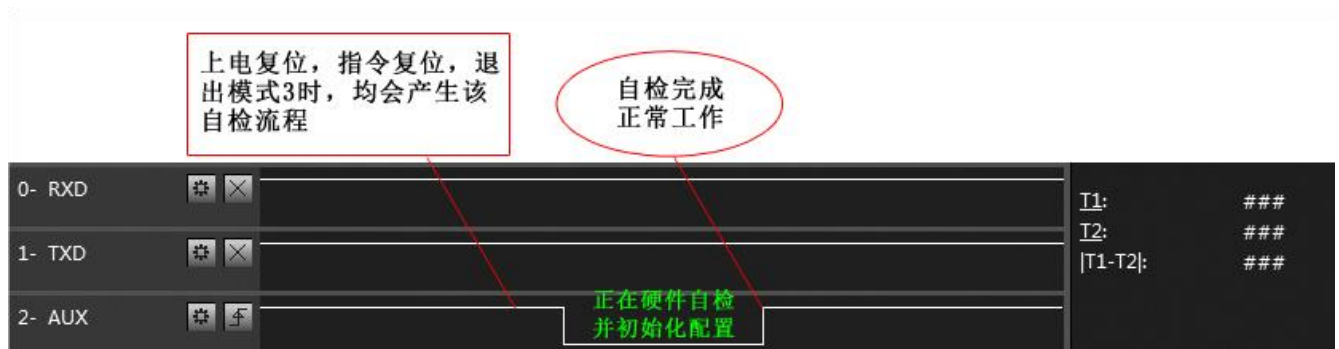 上电复位，指令复位，退
出模式3时，均会产生该
自检流程
自检完成
正常工作
0- RXD
1- TXD
2- AUX
正在硬件自检
并初始化配置
T1: ###
T2: ###
|T1-T2|: ###